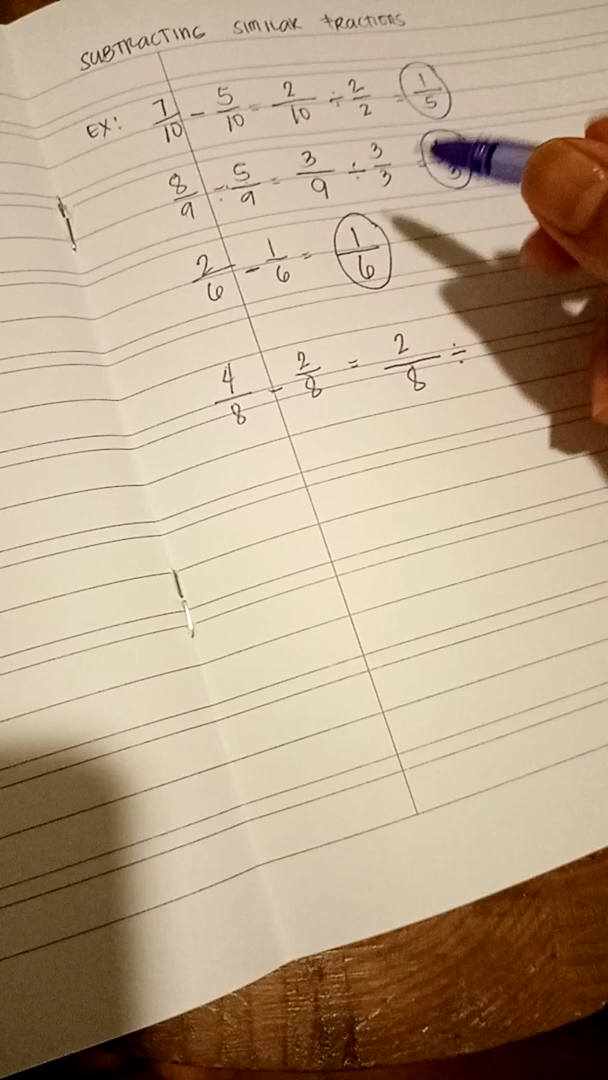 SUBTRACTING SIMILAR fractions
EX: 7/10 - 5/10 = 2/10 ÷ 2/2 = 1/5
8/9 - 5/9 = 3/9 ÷ 3/3 = /3
2/6 - 1/6 = 1/6
4/8 - 2/8 = 2/8 ÷